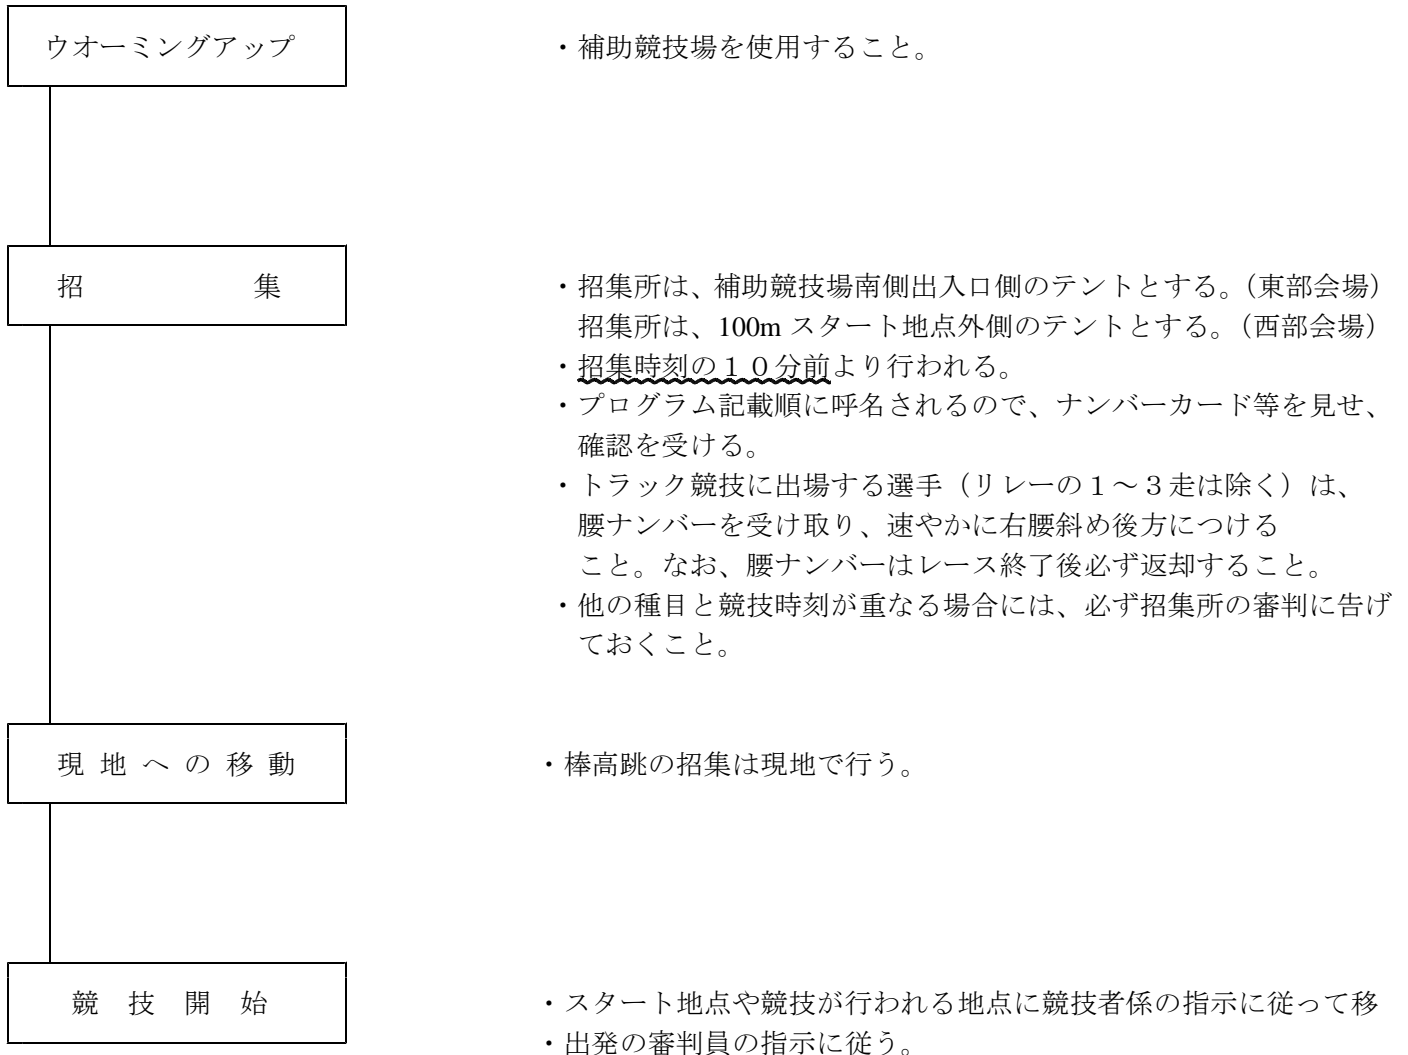 ウオーミングアップ
・補助競技場を使用すること。
招 集
・招集所は、補助競技場南側出入口側のテントとする。（東部会場）
招集所は、100m スタート地点外側のテントとする。（西部会場）
・招集時刻の１０分前より行われる。
・プログラム記載順に呼名されるので、ナンバーカード等を見せ、
確認を受ける。
・トラック競技に出場する選手（リレーの１～３走は除く）は、
腰ナンバーを受け取り、速やかに右腰斜め後方につける
こと。なお、腰ナンバーはレース終了後必ず返却すること。
・他の種目と競技時刻が重なる場合には、必ず招集所の審判に告げ
ておくこと。
現 地 へ の 移 動
・棒高跳の招集は現地で行う。
競 技 開 始
・スタート地点や競技が行われる地点に競技者係の指示に従って移
・出発の審判員の指示に従う。